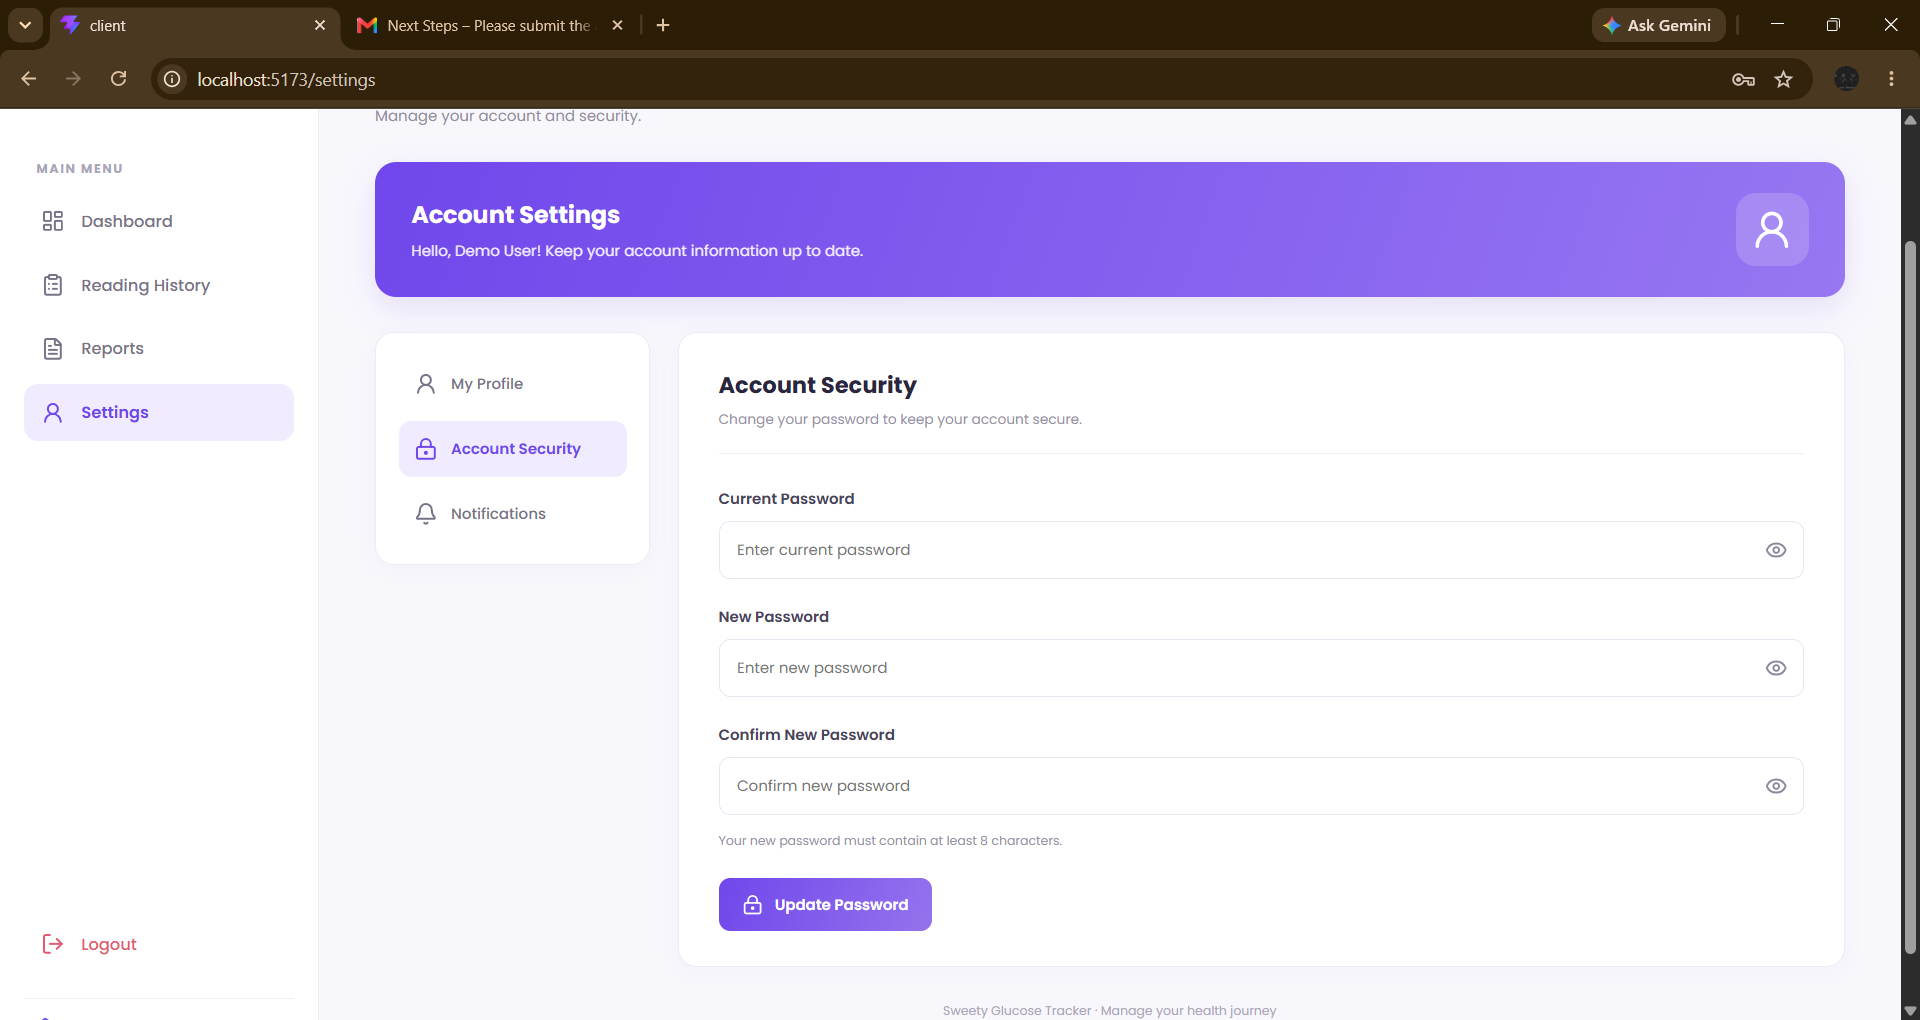 client
Next Steps – Please submit the
Ask Gemini
localhost:5173/settings
Manage your account and security.
MAIN MENU
Dashboard
Reading History
Reports
Settings
Logout
Account Settings
Hello, Demo User! Keep your account information up to date.
My Profile
Account Security
Notifications
Account Security
Change your password to keep your account secure.
Current Password
Enter current password
New Password
Enter new password
Confirm New Password
Confirm new password
Your new password must contain at least 8 characters.
Update Password
Sweety Glucose Tracker · Manage your health journey